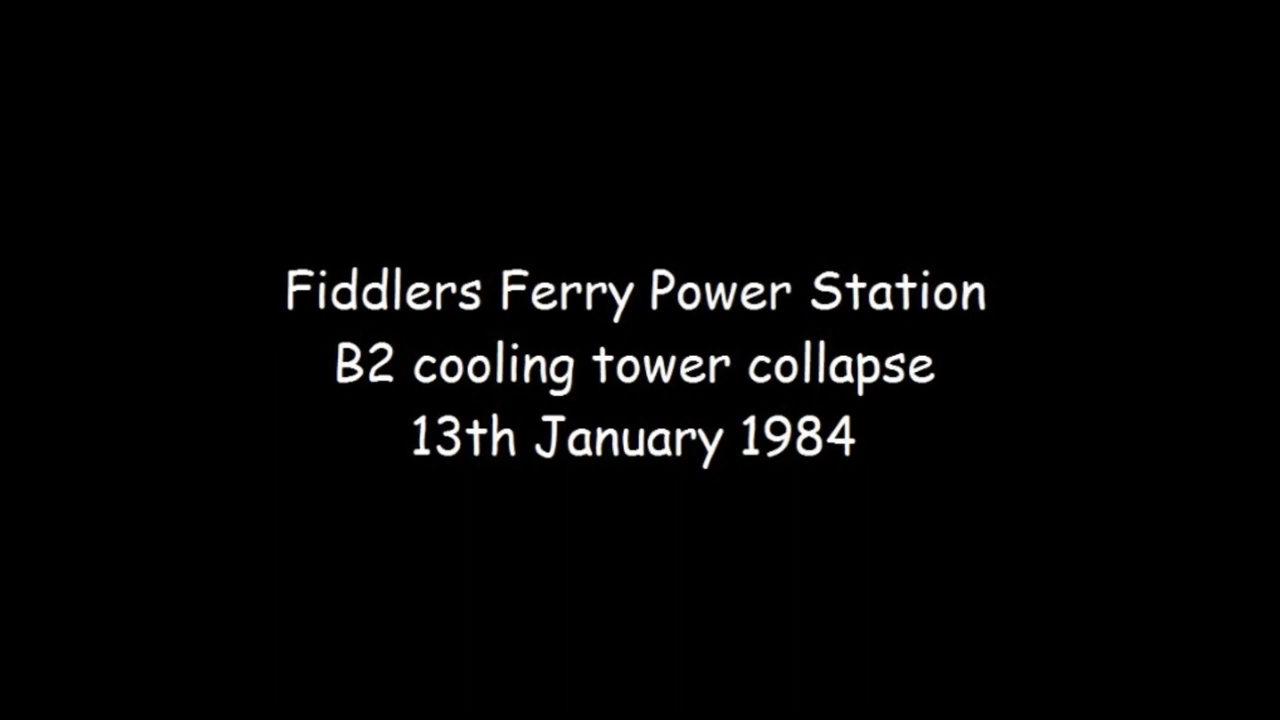 Fiddlers Ferry Power Station
B2 cooling tower collapse
13th January 1984